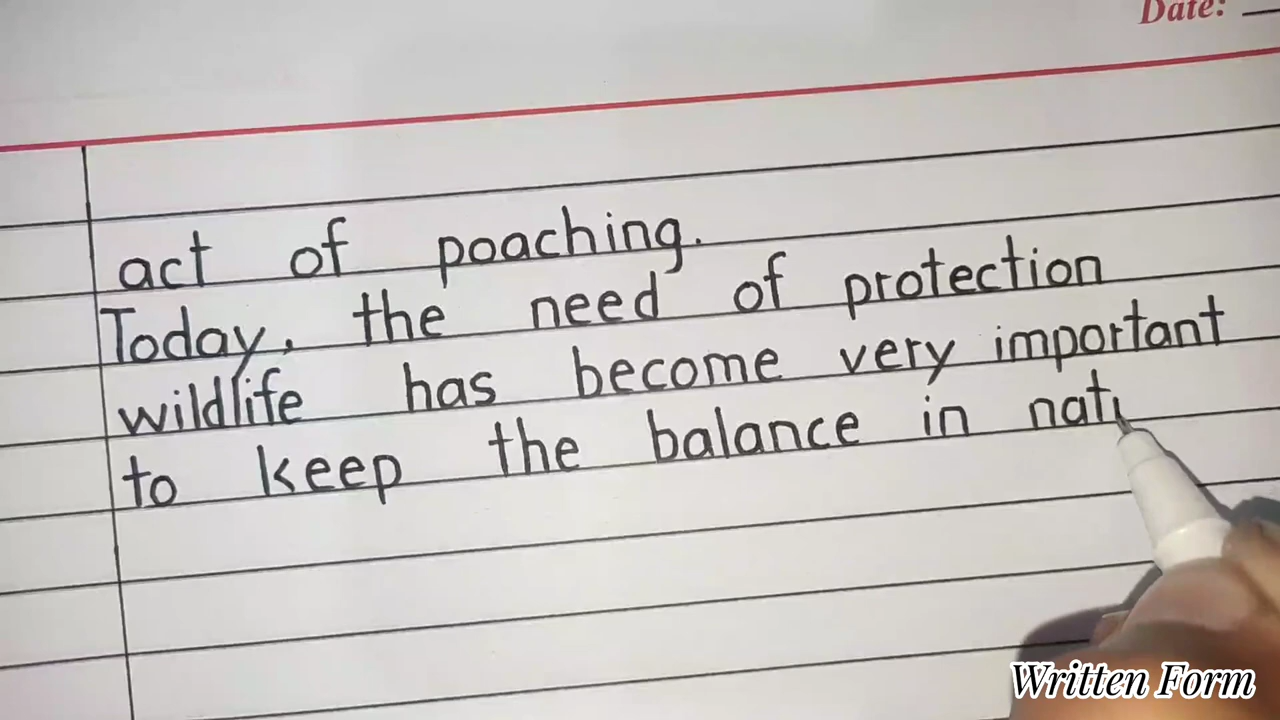 Date:
act of poaching.
Today, the need of protection
wildlife has become very important
to keep the balance in nat
Written Form